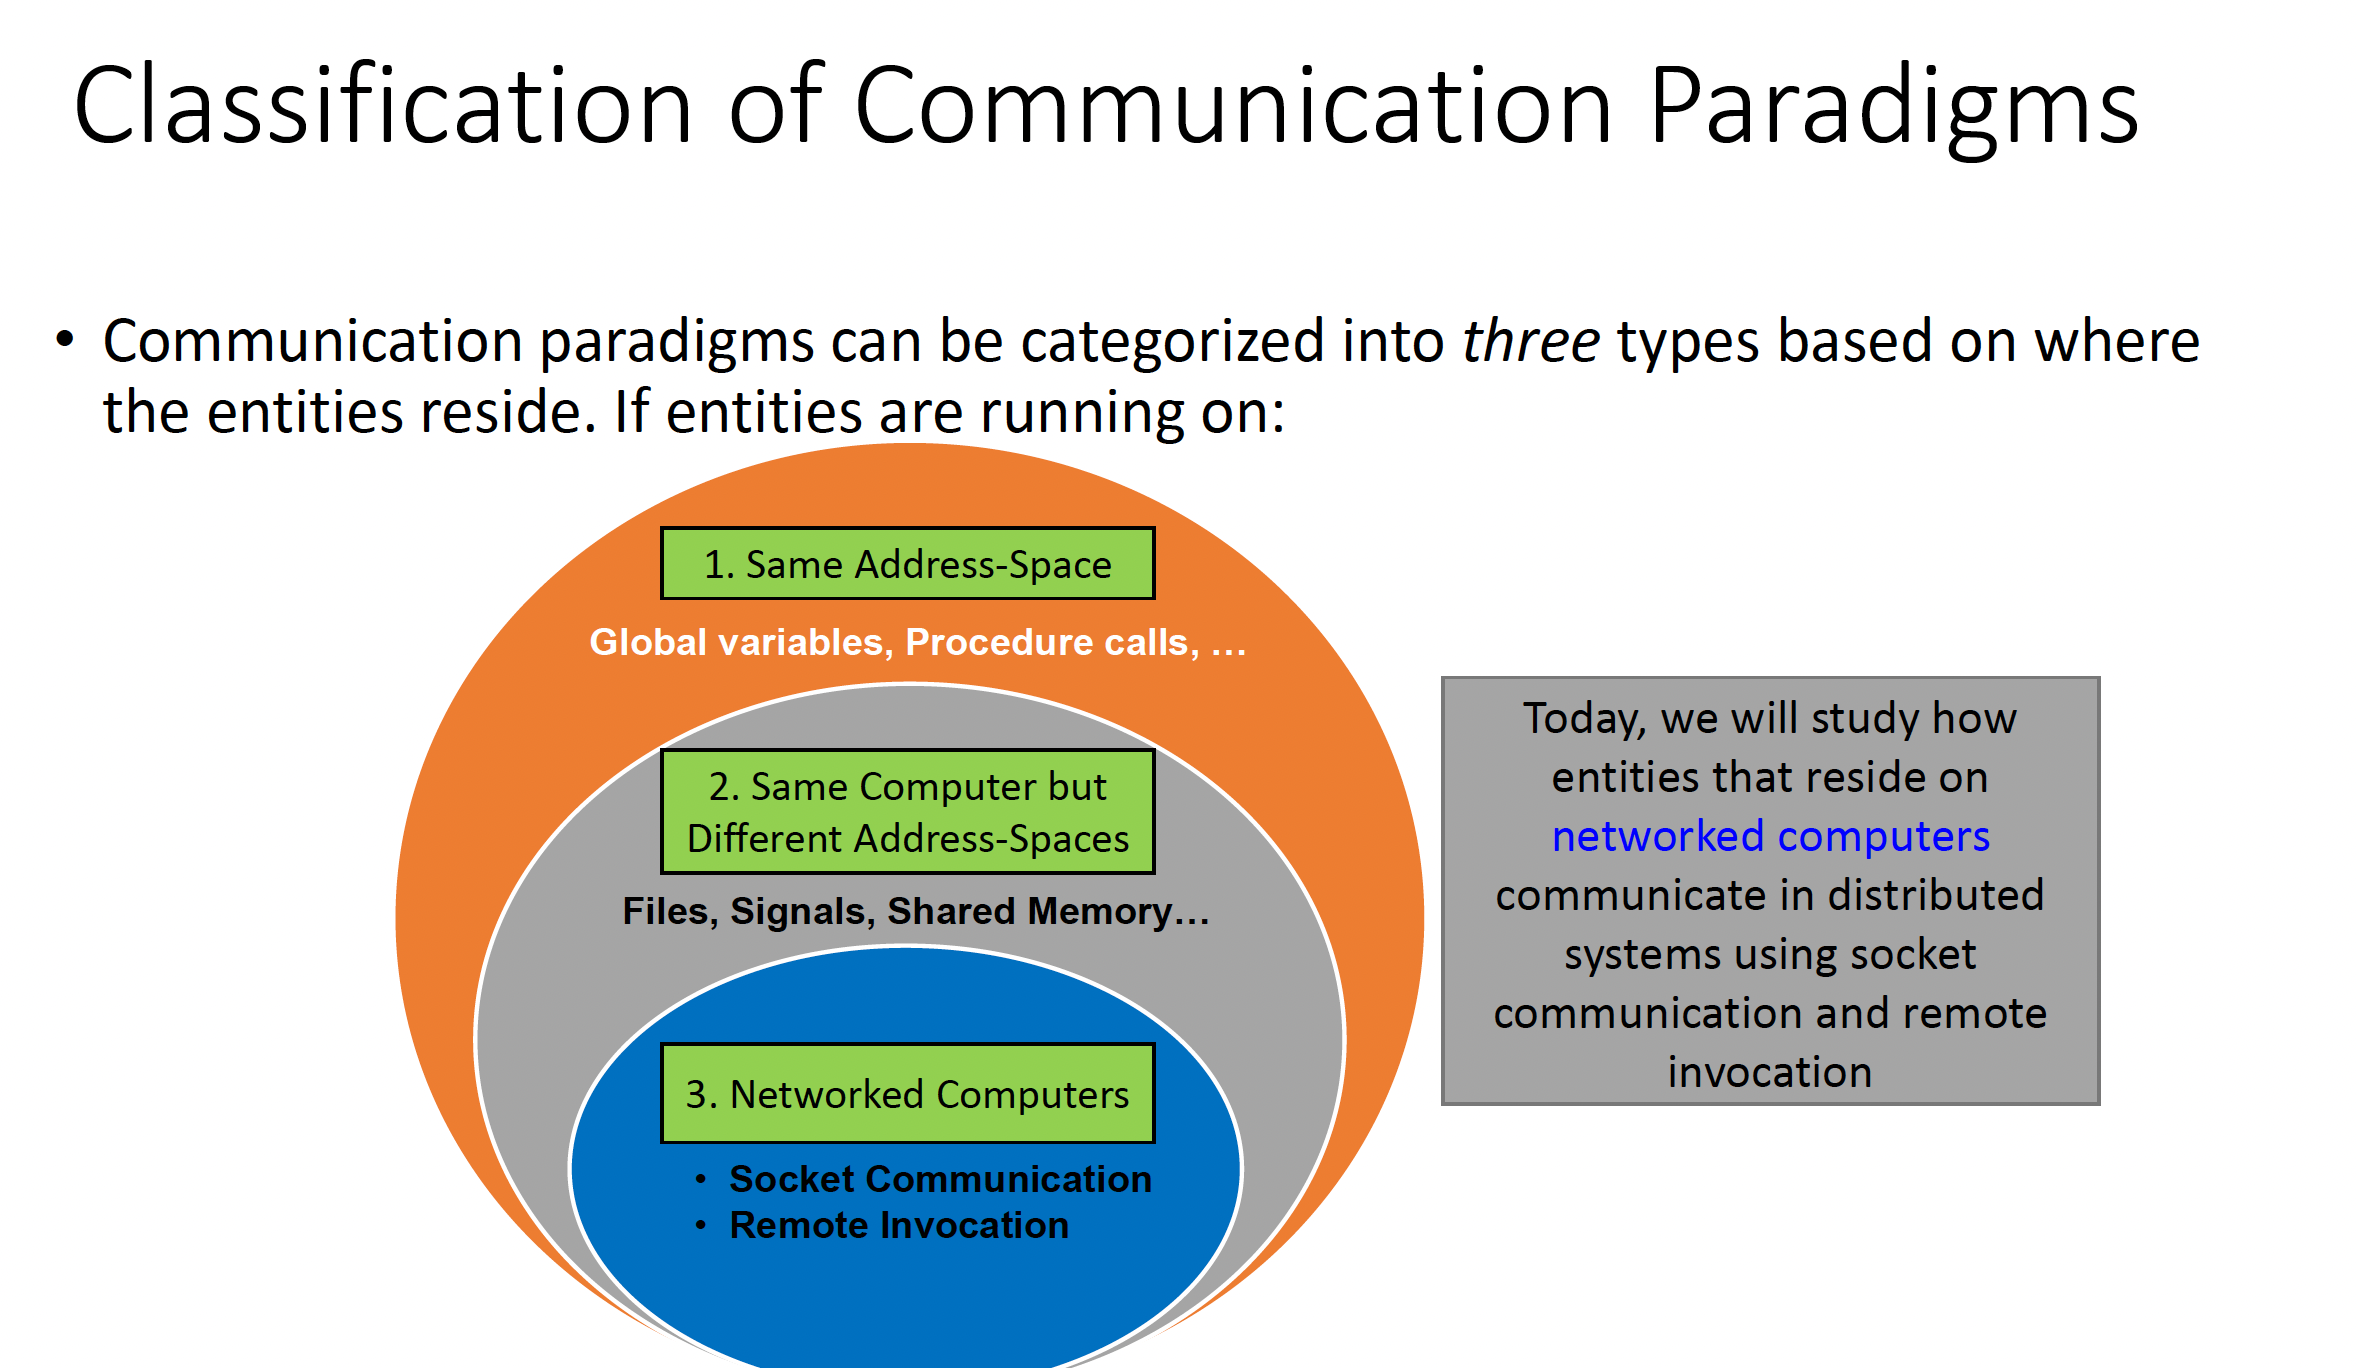 Classification of Communication Paradigms
• Communication paradigms can be categorized into three types based on where
the entities reside. If entities are running on:
1. Same Address-Space
Global variables, Procedure calls, …
2. Same Computer but
Different Address-Spaces
Files, Signals, Shared Memory…
3. Networked Computers
• Socket Communication
• Remote Invocation
Today, we will study how
entities that reside on
networked computers
communicate in distributed
systems using socket
communication and remote
invocation